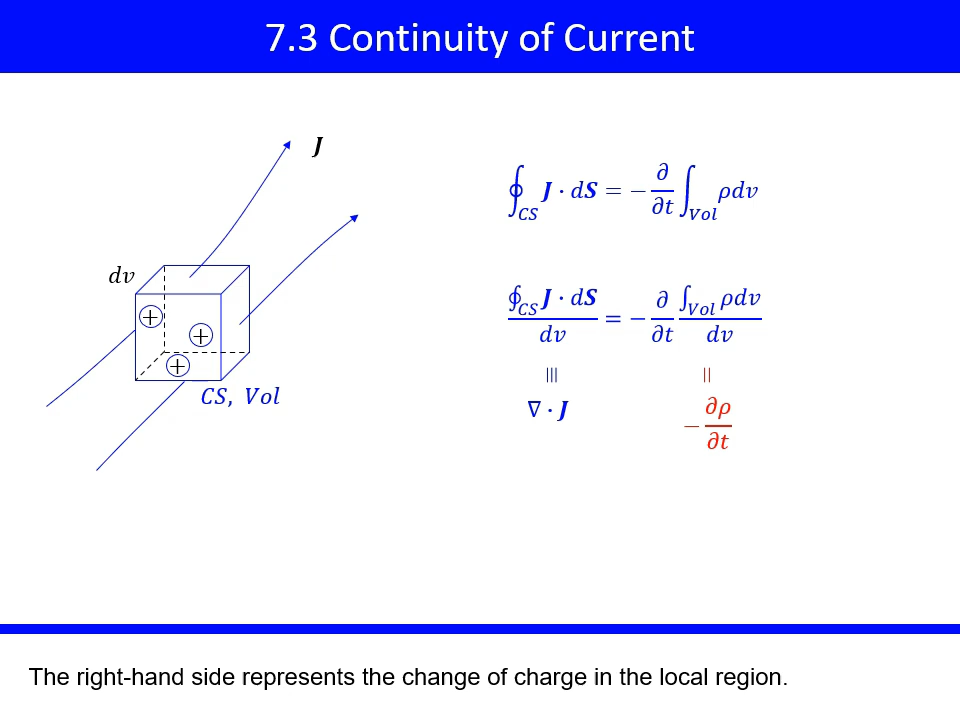 7.3 Continuity of Current
J
dv
CS, Vol
∮_CS J · dS = − ∂/∂t ∫_Vol ρdv
∮_CS J · dS / dv = − ∂/∂t ∫_Vol ρdv / dv
≡ =
∇ · J − ∂ρ/∂t
+
+
+
The right-hand side represents the change of charge in the local region.